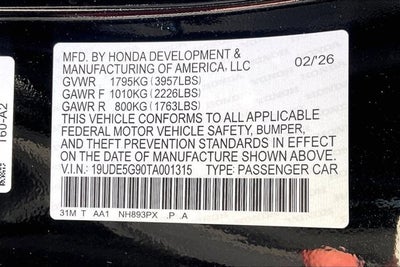 MFD. BY HONDA DEVELOPMENT &
MANUFACTURING OF AMERICA, LLC 02/'26
GVWR 1795KG (3957LBS)
GAWR F 1010KG (2226LBS)
GAWR R 800KG (1763LBS)
THIS VEHICLE CONFORMS TO ALL APPLICABLE
FEDERAL MOTOR VEHICLE SAFETY, BUMPER,
AND THEFT PREVENTION STANDARDS IN EFFECT
ON THE DATE OF MANUFACTURE SHOWN ABOVE.
V.I.N.: 19UDE5G90TA001315 TYPE: PASSENGER CAR
31M T AA1 NH893PX .P .A
T60-A2